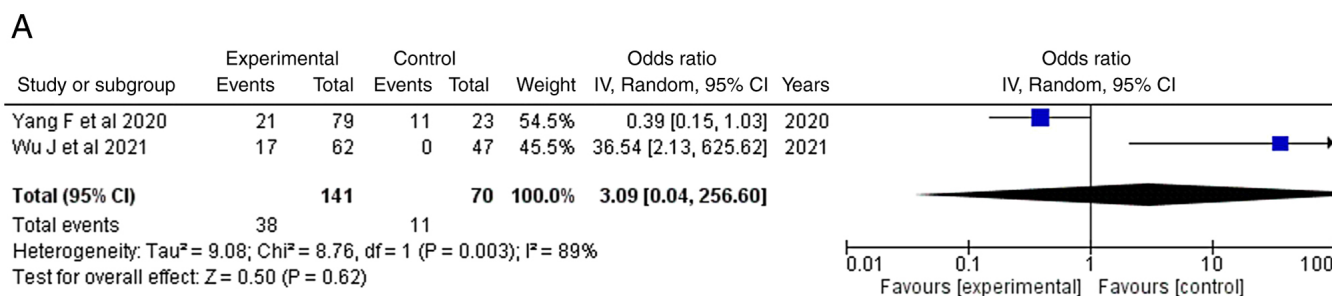 A
Experimental Control Odds ratio Odds ratio
Study or subgroup Events Total Events Total Weight IV, Random, 95% CI Years IV, Random, 95% CI
Yang F et al 2020 21 79 11 23 54.5% 0.39 [0.15, 1.03] 2020
Wu J et al 2021 17 62 0 47 45.5% 36.54 [2.13, 625.62] 2021
Total (95% CI) 141 70 100.0% 3.09 [0.04, 256.60]
Total events 38 11
Heterogeneity: Tau² = 9.08; Chi² = 8.76, df = 1 (P = 0.003); I² = 89%
Test for overall effect: Z = 0.50 (P = 0.62)
0.01 0.1 1 10 100
Favours [experimental] Favours [control]